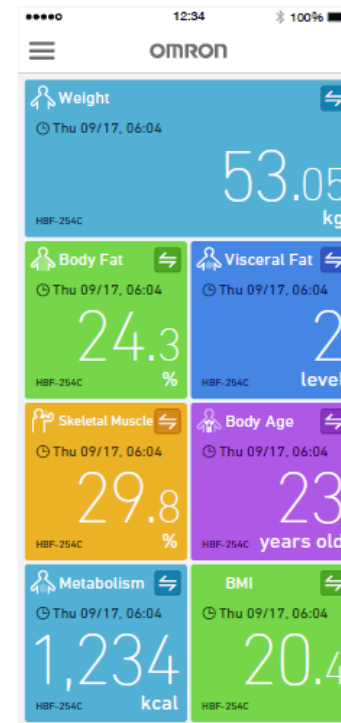 12:34 100%
OMRON
Weight
Thu 09/17, 06:04
53.05
HBF-254C kg
Body Fat Visceral Fat
Thu 09/17, 06:04 Thu 09/17, 06:04
24.3 2
HBF-254C % HBF-254C level
Skeletal Muscle Body Age
Thu 09/17, 06:04 Thu 09/17, 06:04
29.8 23
HBF-254C % HBF-254C years old
Metabolism BMI
Thu 09/17, 06:04 Thu 09/17, 06:04
1,234 20.4
HBF-254C kcal HBF-254C